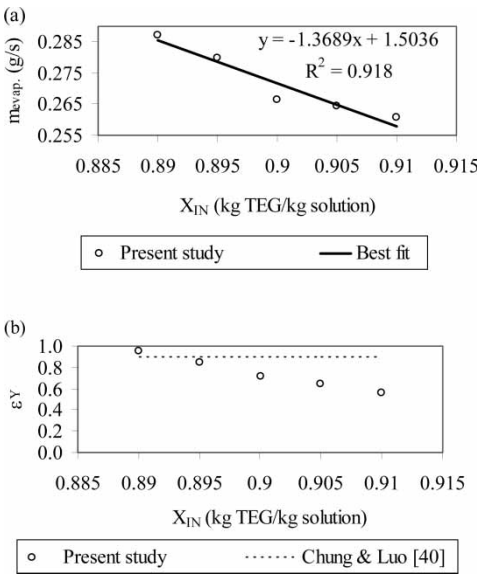 (a)
0.285
0.275
0.265
0.255
mevap. (g/s)
y = -1.3689x + 1.5036
R² = 0.918
0.885 0.89 0.895 0.9 0.905 0.91 0.915
XIN (kg TEG/kg solution)
Present study Best fit
(b)
1.0
0.8
0.6
0.4
0.2
0.0
εY
0.885 0.89 0.895 0.9 0.905 0.91 0.915
XIN (kg TEG/kg solution)
Present study Chung & Luo [40]